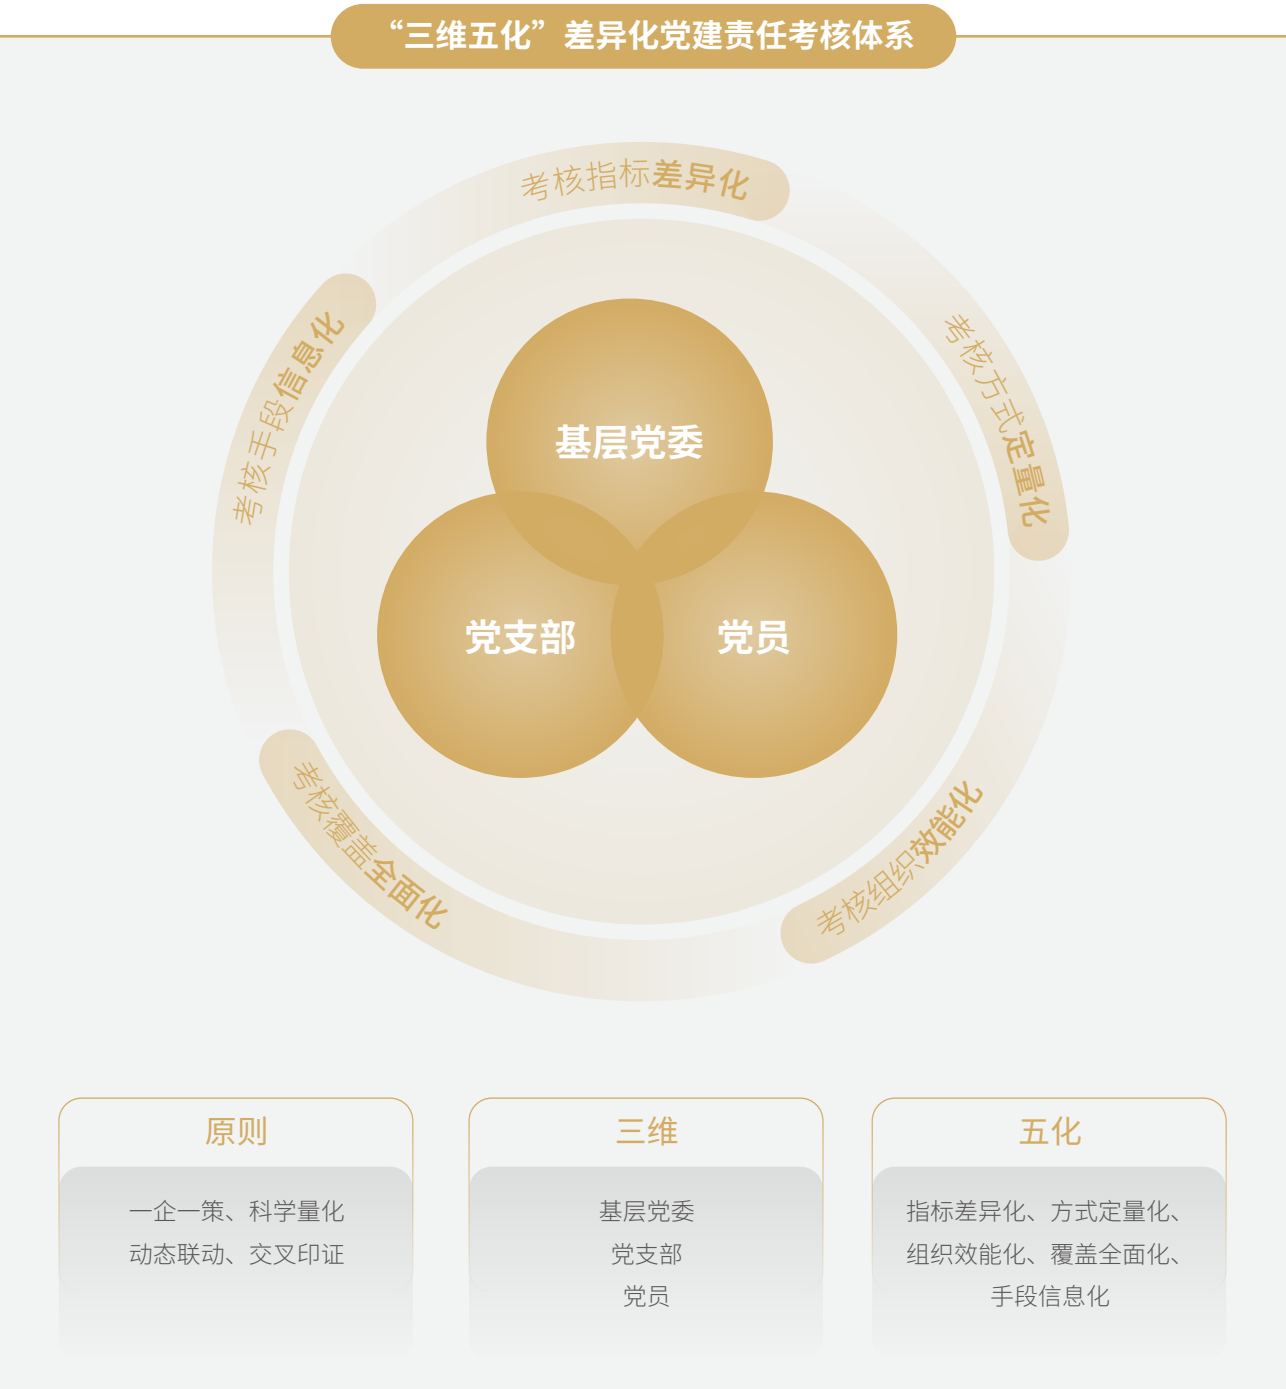 “三维五化”差异化党建责任考核体系
考核指标差异化
考核方式定量化
考核组织效能化
考核覆盖全面化
考核手段信息化
基层党委
党支部
党员
原则
一企一策、科学量化
动态联动、交叉印证
三维
基层党委
党支部
党员
五化
指标差异化、方式定量化、
组织效能化、覆盖全面化、
手段信息化